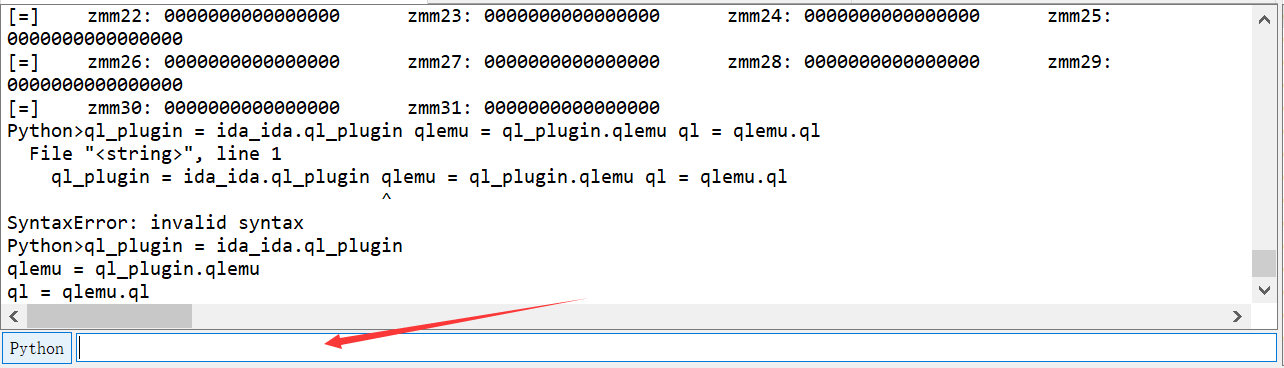 [=]    zmm22: 0000000000000000      zmm23: 0000000000000000      zmm24: 0000000000000000      zmm25:
0000000000000000
[=]    zmm26: 0000000000000000      zmm27: 0000000000000000      zmm28: 0000000000000000      zmm29:
0000000000000000
[=]    zmm30: 0000000000000000      zmm31: 0000000000000000
Python>ql_plugin = ida_ida.ql_plugin qlemu = ql_plugin.qlemu ql = qlemu.ql
  File "<string>", line 1
    ql_plugin = ida_ida.ql_plugin qlemu = ql_plugin.qlemu ql = qlemu.ql
                                  ^
SyntaxError: invalid syntax
Python>ql_plugin = ida_ida.ql_plugin
qlemu = ql_plugin.qlemu
ql = qlemu.ql
Python